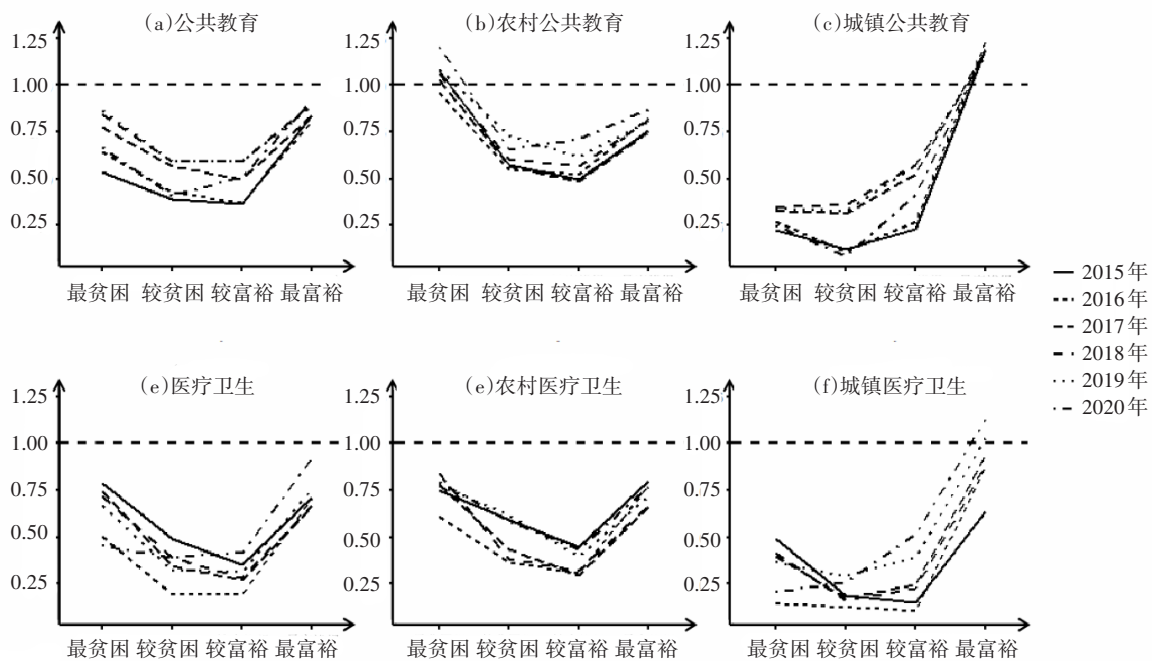 (a)公共教育
1.25
1.00
0.75
0.50
0.25
最贫困 较贫困 较富裕 最富裕
(b)农村公共教育
1.25
1.00
0.75
0.50
0.25
最贫困 较贫困 较富裕 最富裕
(c)城镇公共教育
1.25
1.00
0.75
0.50
0.25
最贫困 较贫困 较富裕 最富裕
2015年
2016年
2017年
2018年
2019年
2020年
(e)医疗卫生
1.25
1.00
0.75
0.50
0.25
最贫困 较贫困 较富裕 最富裕
(e)农村医疗卫生
1.25
1.00
0.75
0.50
0.25
最贫困 较贫困 较富裕 最富裕
(f)城镇医疗卫生
1.25
1.00
0.75
0.50
0.25
最贫困 较贫困 较富裕 最富裕